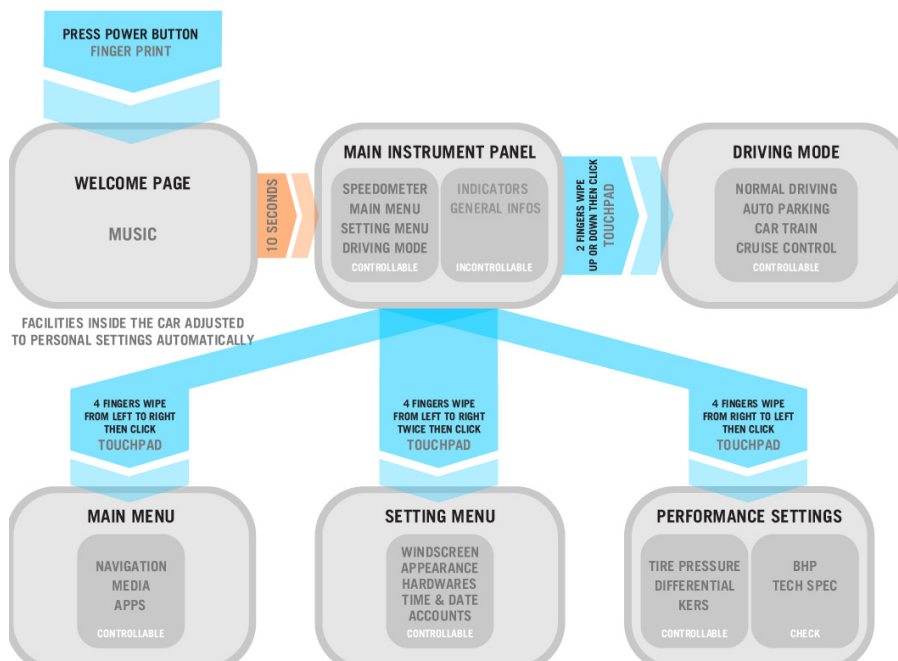 PRESS POWER BUTTON
FINGER PRINT
WELCOME PAGE
MUSIC
FACILITIES INSIDE THE CAR ADJUSTED
TO PERSONAL SETTINGS AUTOMATICALLY
10 SECONDS
MAIN INSTRUMENT PANEL
SPEEDOMETER
MAIN MENU
SETTING MENU
DRIVING MODE
CONTROLLABLE
INDICATORS
GENERAL INFOS
INCONTROLLABLE
2 FINGERS WIPE
UP OR DOWN THEN CLICK
TOUCHPAD
DRIVING MODE
NORMAL DRIVING
AUTO PARKING
CAR TRAIN
CRUISE CONTROL
CONTROLLABLE
4 FINGERS WIPE
FROM LEFT TO RIGHT
THEN CLICK
TOUCHPAD
4 FINGERS WIPE
FROM LEFT TO RIGHT
TWICE THEN CLICK
TOUCHPAD
4 FINGERS WIPE
FROM RIGHT TO LEFT
THEN CLICK
TOUCHPAD
MAIN MENU
NAVIGATION
MEDIA
APPS
CONTROLLABLE
SETTING MENU
WINDSCREEN
APPEARANCE
HARDWARES
TIME & DATE
ACCOUNTS
CONTROLLABLE
PERFORMANCE SETTINGS
TIRE PRESSURE
DIFFERENTIAL
KERS
CONTROLLABLE
BHP
TECH SPEC
CHECK